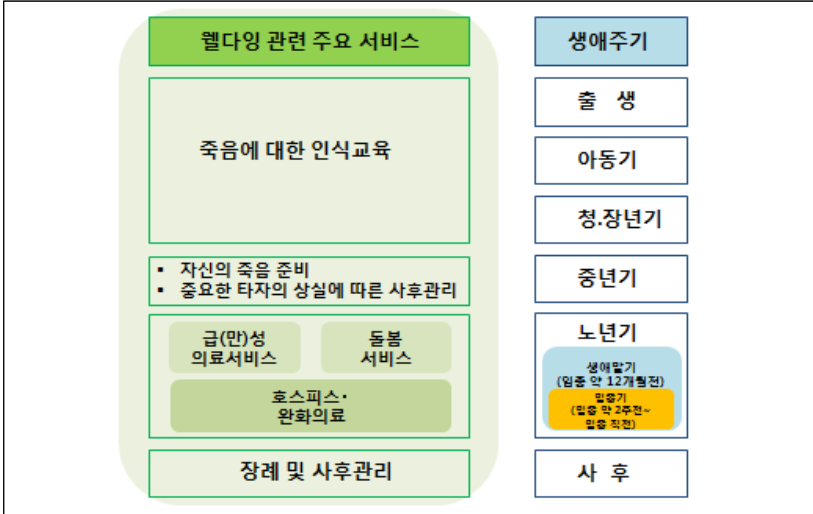 웰다잉 관련 주요 서비스
생애주기
죽음에 대한 인식교육
출 생
아동기
청.장년기
▪ 자신의 죽음 준비
▪ 중요한 타자의 상실에 따른 사후관리
중년기
급(만)성
의료서비스
돌봄
서비스
호스피스·
완화의료
노년기
생애말기
(임종 약 12개월전)
임종기
(임종 약 2주전~
임종 직전)
장례 및 사후관리
사 후